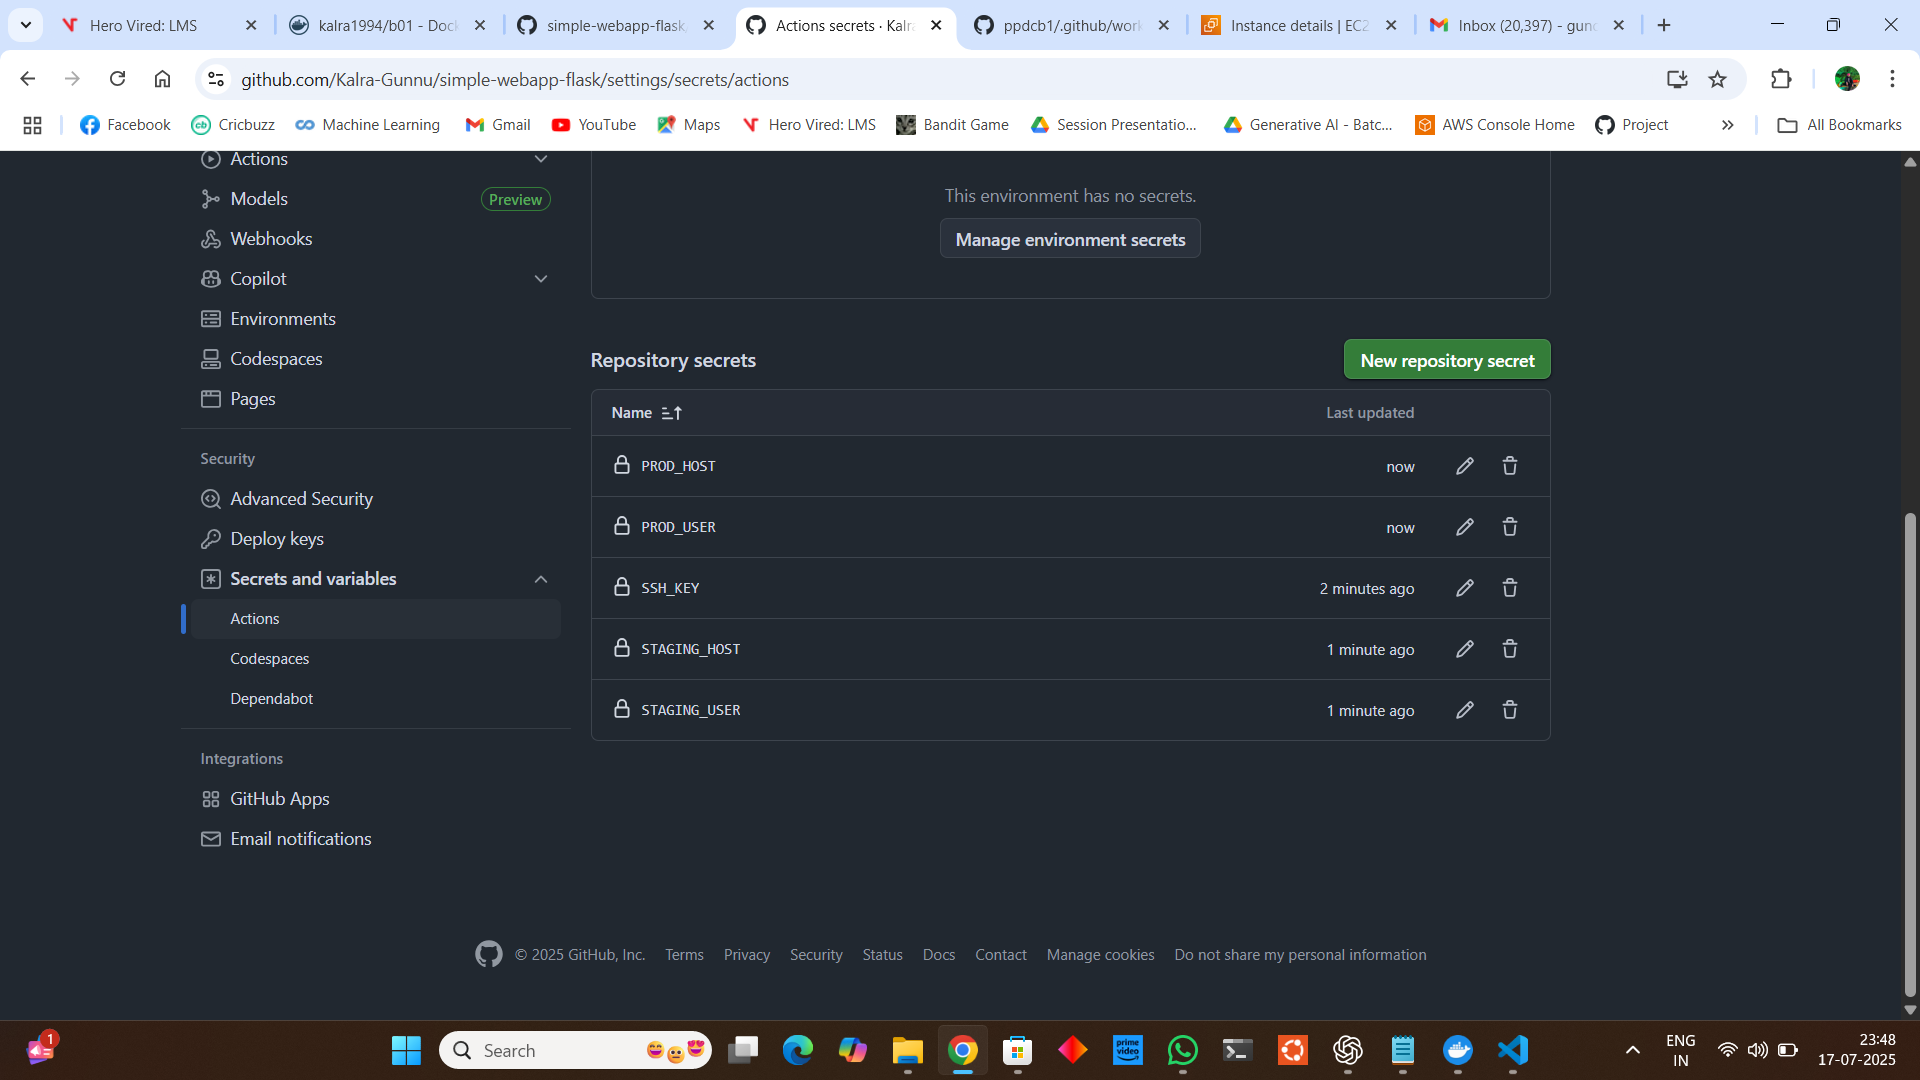 Hero Vired: LMS
kalra1994/b01 - Dock
simple-webapp-flask
Actions secrets · Kalra
ppdcb1/.github/work
Instance details | EC2
Inbox (20,397) - gunc
github.com/Kalra-Gunnu/simple-webapp-flask/settings/secrets/actions
Facebook
Cricbuzz
Machine Learning
Gmail
YouTube
Maps
Hero Vired: LMS
Bandit Game
Session Presentatio...
Generative AI - Batc...
AWS Console Home
Project
All Bookmarks
Actions
Models
Preview
Webhooks
Copilot
Environments
Codespaces
Pages
Security
Advanced Security
Deploy keys
Secrets and variables
Actions
Codespaces
Dependabot
Integrations
GitHub Apps
Email notifications
This environment has no secrets.
Manage environment secrets
Repository secrets
New repository secret
Name
Last updated
PROD_HOST
now
PROD_USER
now
SSH_KEY
2 minutes ago
STAGING_HOST
1 minute ago
STAGING_USER
1 minute ago
© 2025 GitHub, Inc.
Terms
Privacy
Security
Status
Docs
Contact
Manage cookies
Do not share my personal information
1
Search
prime video
ENG
IN
23:48
17-07-2025